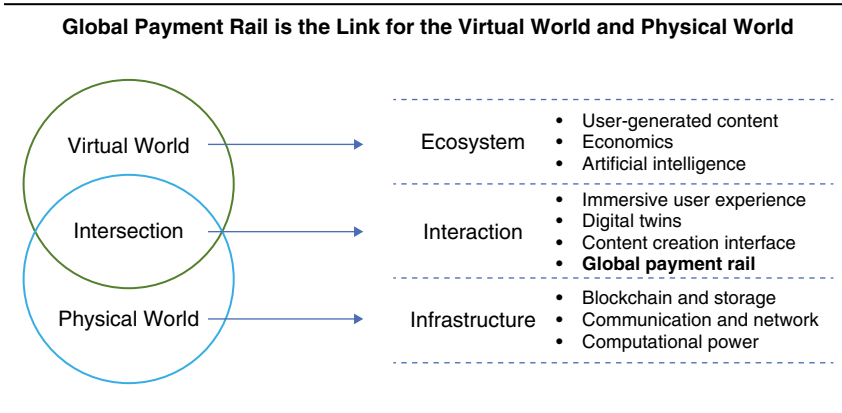 Global Payment Rail is the Link for the Virtual World and Physical World
Virtual World
Ecosystem
• User-generated content
• Economics
• Artificial intelligence
Intersection
Interaction
• Immersive user experience
• Digital twins
• Content creation interface
• Global payment rail
Physical World
Infrastructure
• Blockchain and storage
• Communication and network
• Computational power